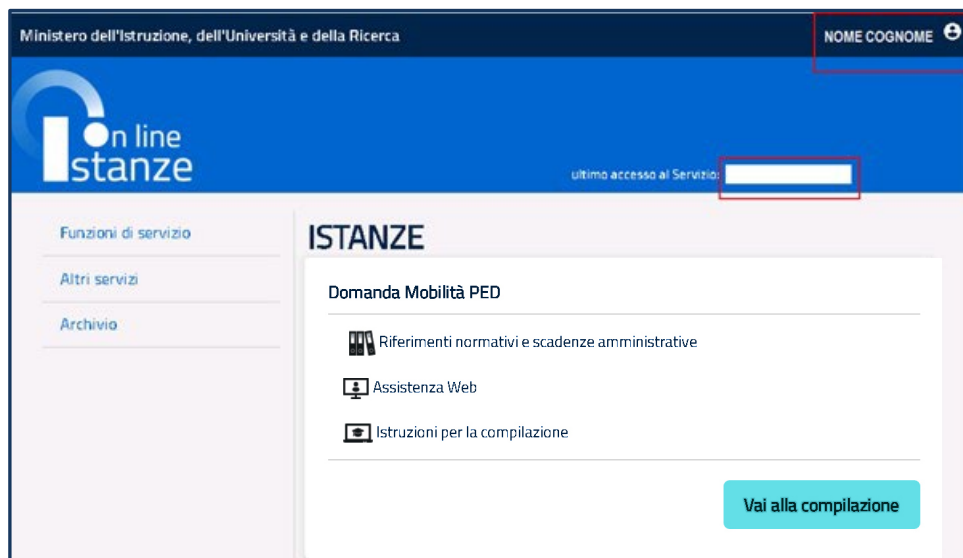 Ministero dell'Istruzione, dell'Università e della Ricerca
NOME COGNOME
on line
Istanze
ultimo accesso al Servizio:
Funzioni di servizio
Altri servizi
Archivio
ISTANZE
Domanda Mobilità PED
Riferimenti normativi e scadenze amministrative
Assistenza Web
Istruzioni per la compilazione
Vai alla compilazione